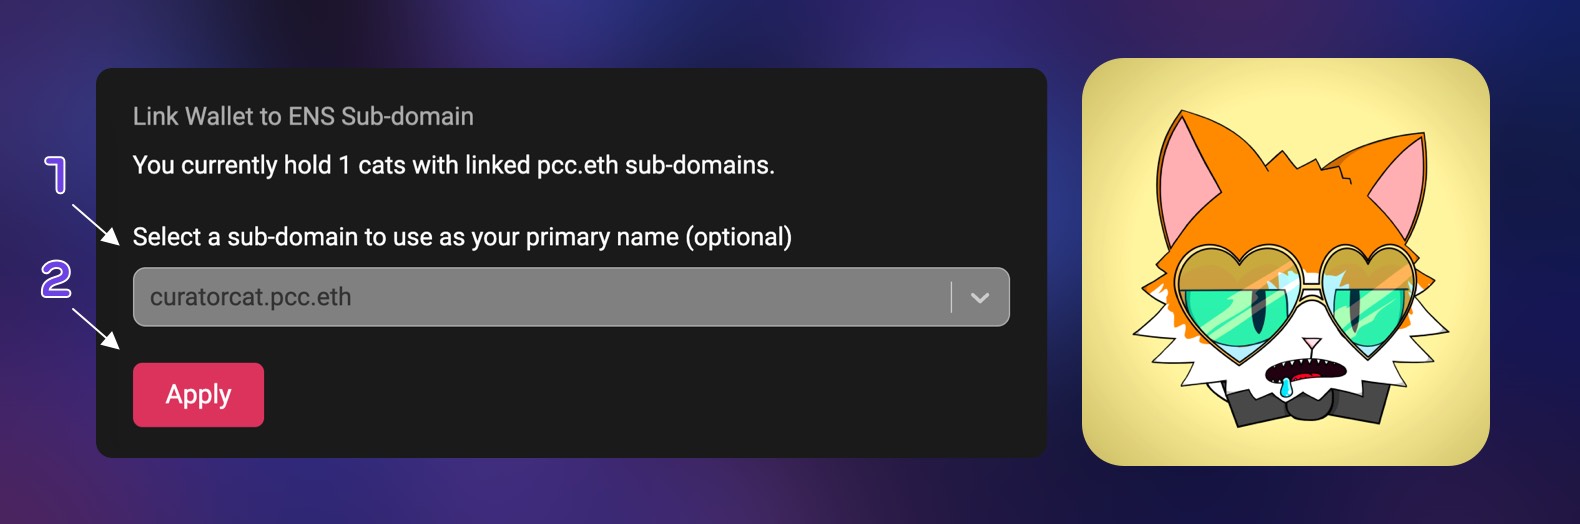 Link Wallet to ENS Sub-domain
You currently hold 1 cats with linked pcc.eth sub-domains.
1
Select a sub-domain to use as your primary name (optional)
2
curatorcat.pcc.eth
Apply